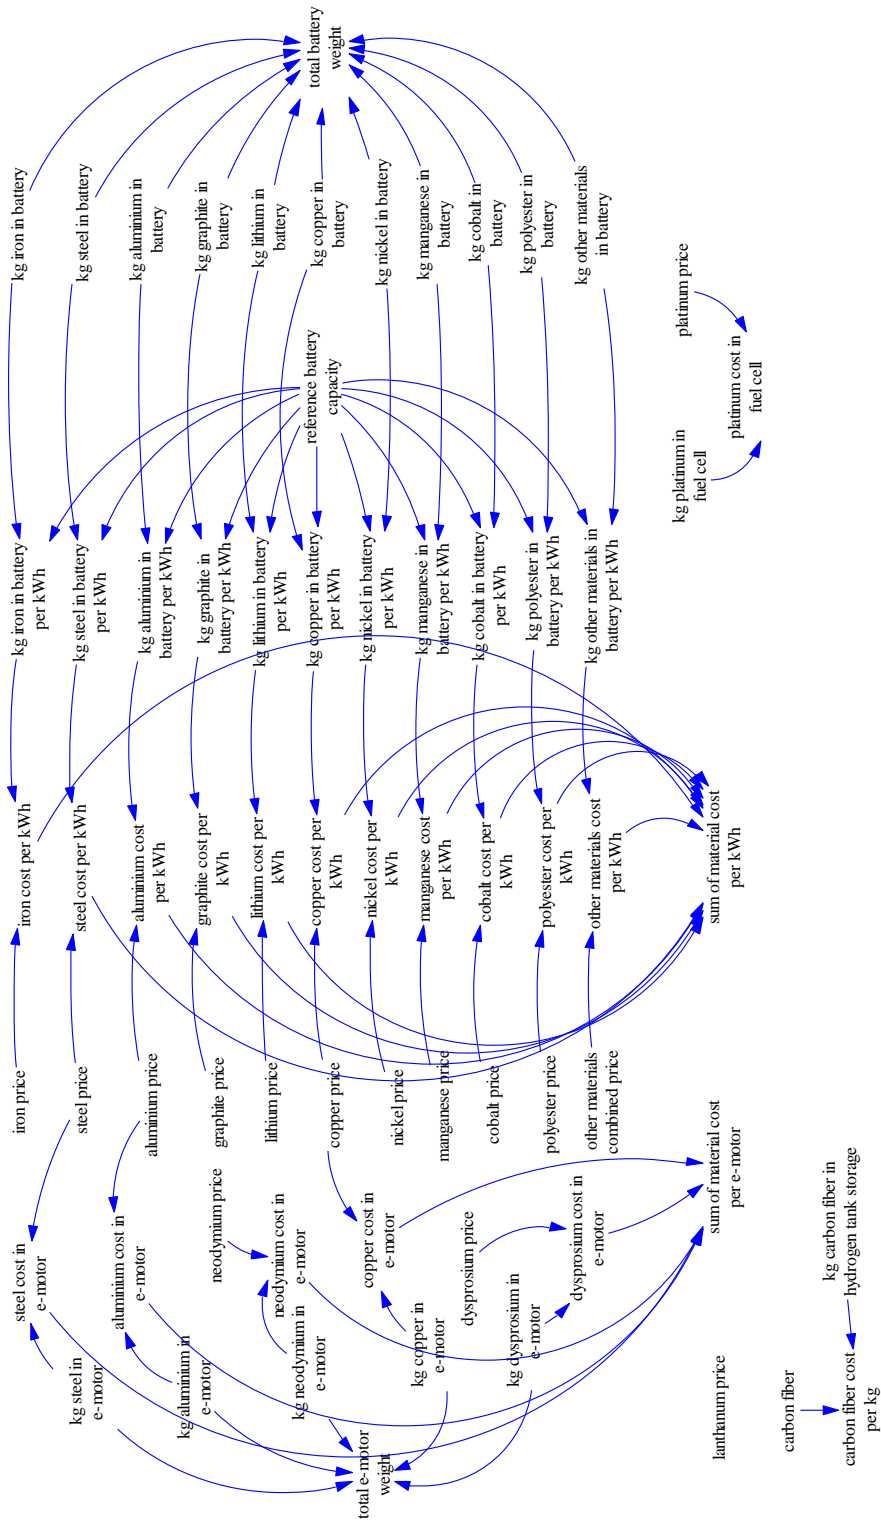 total battery
weight
kg iron in battery
kg steel in battery
kg aluminium in
battery
kg graphite in
battery
kg lithium in
battery
kg copper in
battery
kg nickel in battery
kg manganese in
battery
kg cobalt in
battery
kg polyester in
battery
kg other materials
in battery
reference battery
capacity
platinum price
platinum cost in
fuel cell
kg platinum in
fuel cell
kg iron in battery
per kWh
kg steel in battery
per kWh
kg aluminium in
battery per kWh
kg graphite in
battery per kWh
kg lithium in battery
per kWh
kg copper in battery
per kWh
kg nickel in battery
per kWh
kg manganese in
battery per kWh
kg cobalt in battery
per kWh
kg polyester in
battery per kWh
kg other materials in
battery per kWh
iron cost per kWh
steel cost per kWh
aluminium cost
per kWh
graphite cost per
kWh
lithium cost per
kWh
copper cost per
kWh
nickel cost per
kWh
manganese cost
per kWh
cobalt cost per
kWh
polyester cost per
kWh
other materials cost
per kWh
sum of material cost
per kWh
iron price
steel price
aluminium price
graphite price
lithium price
copper price
nickel price
manganese price
cobalt price
polyester price
other materials
combined price
steel cost in
e-motor
aluminium cost in
e-motor
neodymium price
neodymium cost in
e-motor
copper cost in
e-motor
dysprosium price
dysprosium cost in
e-motor
sum of material cost
per e-motor
kg steel in
e-motor
kg aluminium in
e-motor
kg neodymium in
e-motor
kg copper in
e-motor
kg dysprosium in
e-motor
total e-motor
weight
lanthanum price
kg carbon fiber in
hydrogen tank storage
carbon fiber
carbon fiber cost
per kg